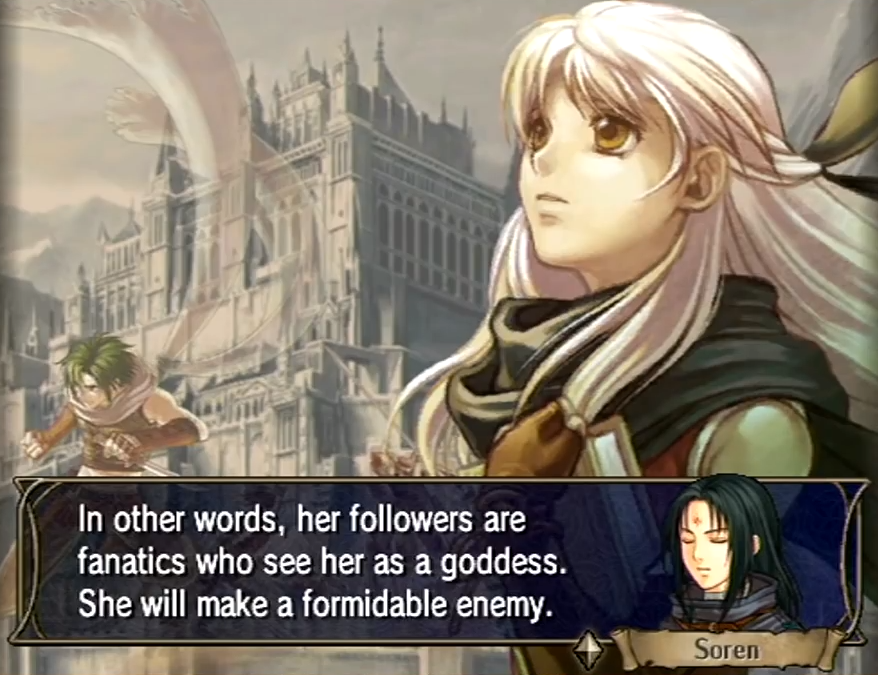 In other words, her followers are
fanatics who see her as a goddess.
She will make a formidable enemy.
Soren